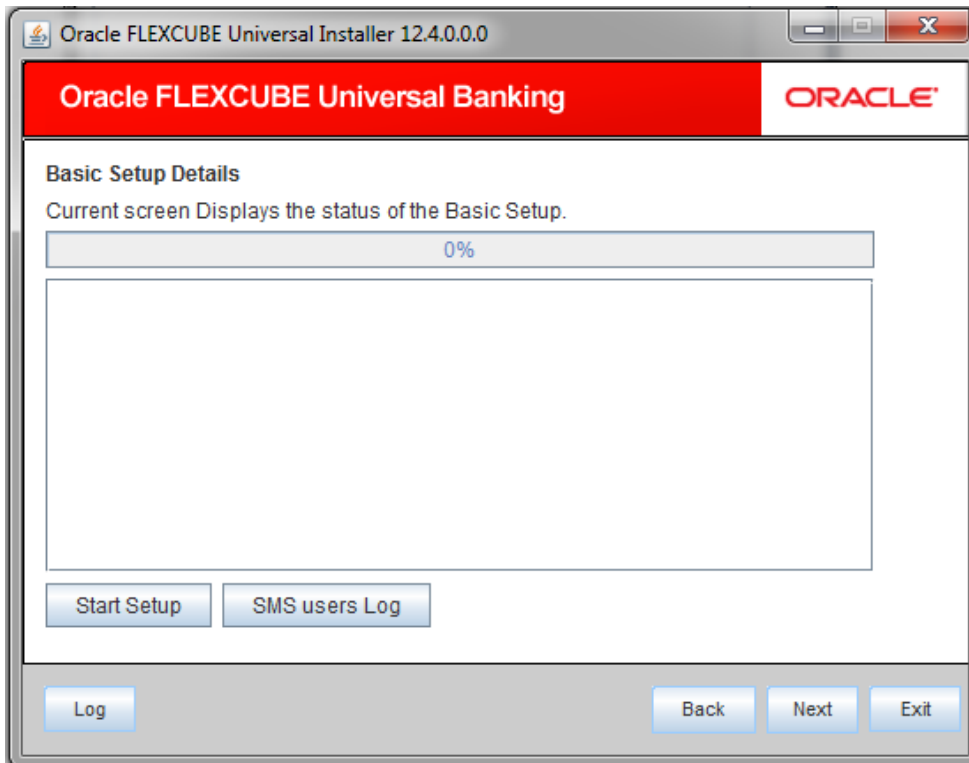 Oracle FLEXCUBE Universal Installer 12.4.0.0.0
Oracle FLEXCUBE Universal Banking
ORACLE
Basic Setup Details
Current screen Displays the status of the Basic Setup.
0%
Start Setup
SMS users Log
Log
Back
Next
Exit